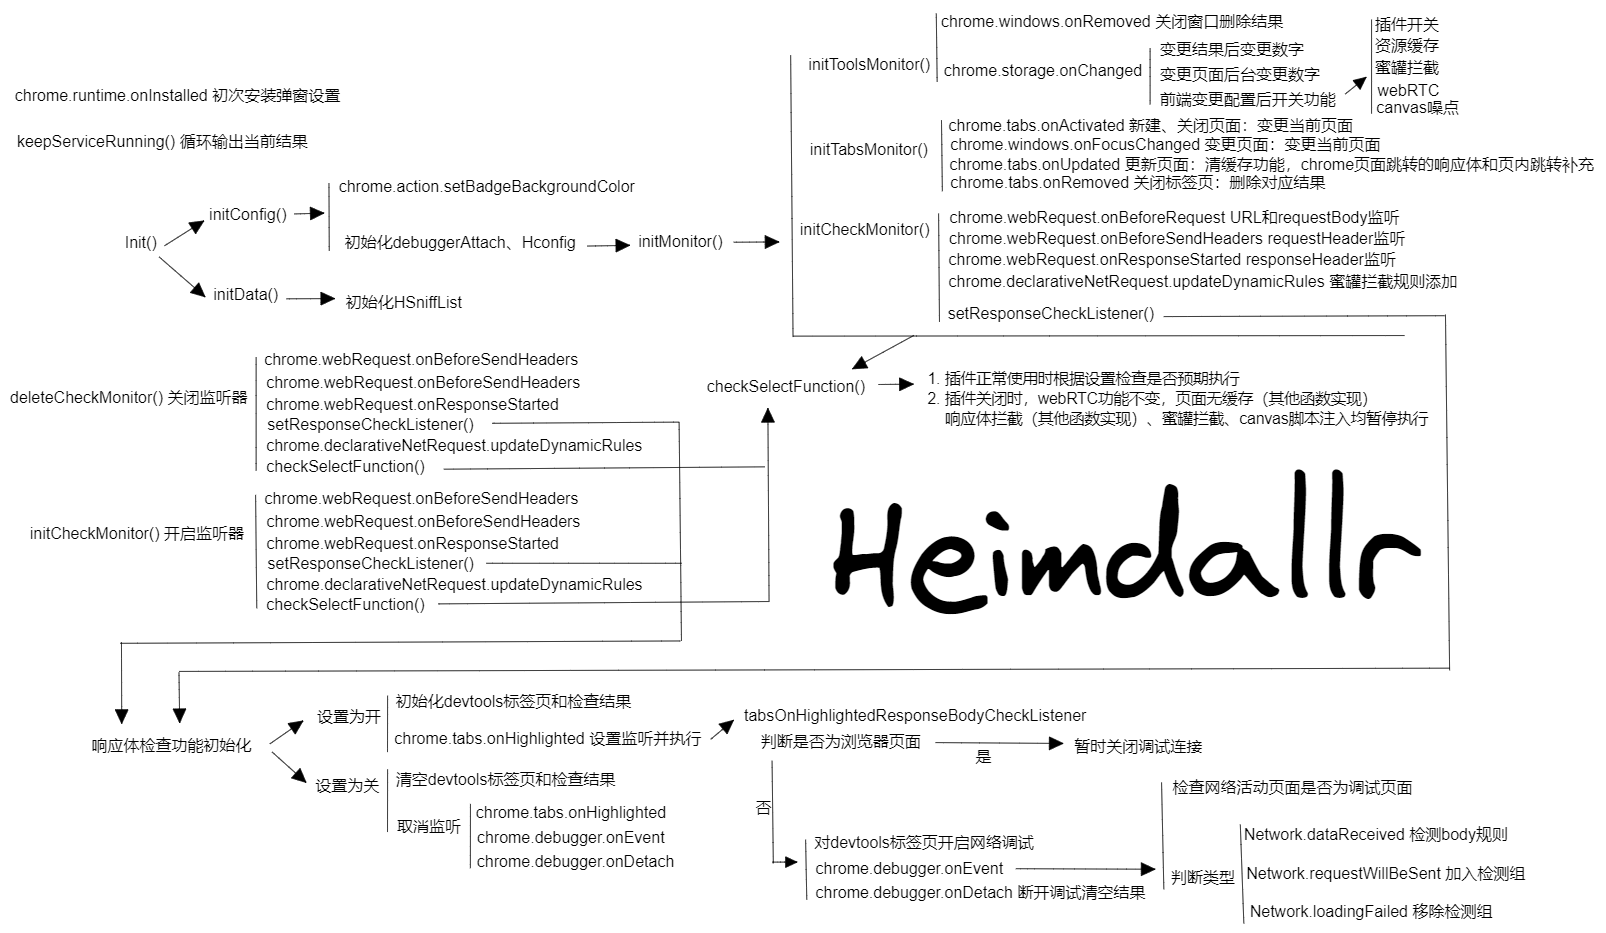 chrome.runtime.onInstalled 初次安装弹窗设置
keepServiceRunning() 循环输出当前结果
Init()
initConfig()
chrome.action.setBadgeBackgroundColor
初始化debuggerAttach、Hconfig
initData()
初始化HSniffList
initMonitor()
initToolsMonitor()
chrome.windows.onRemoved 关闭窗口删除结果
chrome.storage.onChanged
变更结果后变更数字
变更页面后台变更数字
前端变更配置后开关功能
插件开关
资源缓存
蜜罐拦截
webRTC
canvas噪点
initTabsMonitor()
chrome.tabs.onActivated 新建、关闭页面：变更当前页面
chrome.windows.onFocusChanged 变更页面：变更当前页面
chrome.tabs.onUpdated 更新页面：清缓存功能，chrome页面跳转的响应体和页内跳转补充
chrome.tabs.onRemoved 关闭标签页：删除对应结果
initCheckMonitor()
chrome.webRequest.onBeforeRequest URL和requestBody监听
chrome.webRequest.onBeforeSendHeaders requestHeader监听
chrome.webRequest.onResponseStarted responseHeader监听
chrome.declarativeNetRequest.updateDynamicRules 蜜罐拦截规则添加
setResponseCheckListener()
deleteCheckMonitor() 关闭监听器
chrome.webRequest.onBeforeSendHeaders
chrome.webRequest.onBeforeSendHeaders
chrome.webRequest.onResponseStarted
setResponseCheckListener()
chrome.declarativeNetRequest.updateDynamicRules
checkSelectFunction()
initCheckMonitor() 开启监听器
chrome.webRequest.onBeforeSendHeaders
chrome.webRequest.onBeforeSendHeaders
chrome.webRequest.onResponseStarted
setResponseCheckListener()
chrome.declarativeNetRequest.updateDynamicRules
checkSelectFunction()
checkSelectFunction()
1. 插件正常使用时根据设置检查是否预期执行
2. 插件关闭时，webRTC功能不变，页面无缓存（其他函数实现）
响应体拦截（其他函数实现）、蜜罐拦截、canvas脚本注入均暂停执行
Heimdallr
响应体检查功能初始化
设置为开
初始化devtools标签页和检查结果
chrome.tabs.onHighlighted 设置监听并执行
设置为关
清空devtools标签页和检查结果
取消监听
chrome.tabs.onHighlighted
chrome.debugger.onEvent
chrome.debugger.onDetach
tabsOnHighlightedResponseBodyCheckListener
判断是否为浏览器页面
是
暂时关闭调试连接
否
对devtools标签页开启网络调试
chrome.debugger.onEvent
chrome.debugger.onDetach 断开调试清空结果
检查网络活动页面是否为调试页面
判断类型
Network.dataReceived 检测body规则
Network.requestWillBeSent 加入检测组
Network.loadingFailed 移除检测组